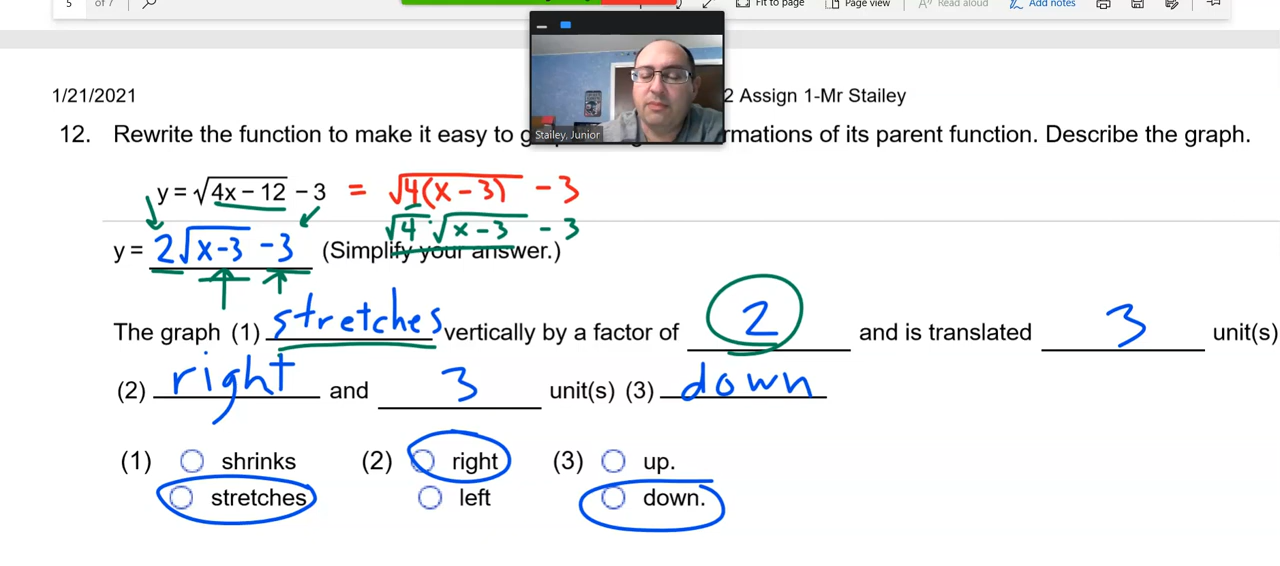 5 of 7 Fit to page Page view Read aloud Add notes
1/21/2021 2 Assign 1-Mr Stailey
Stailey, Junior
12. Rewrite the function to make it easy to g rmations of its parent function. Describe the graph.
y = √4x − 12 − 3 = √4(x − 3) − 3
√4 · √x − 3 − 3
y = 2√x − 3 − 3 (Simplify your answer.)
The graph (1) stretches vertically by a factor of 2 and is translated 3 unit(s)
(2) right and 3 unit(s) (3) down
(1) shrinks (2) right (3) up.
stretches left down.